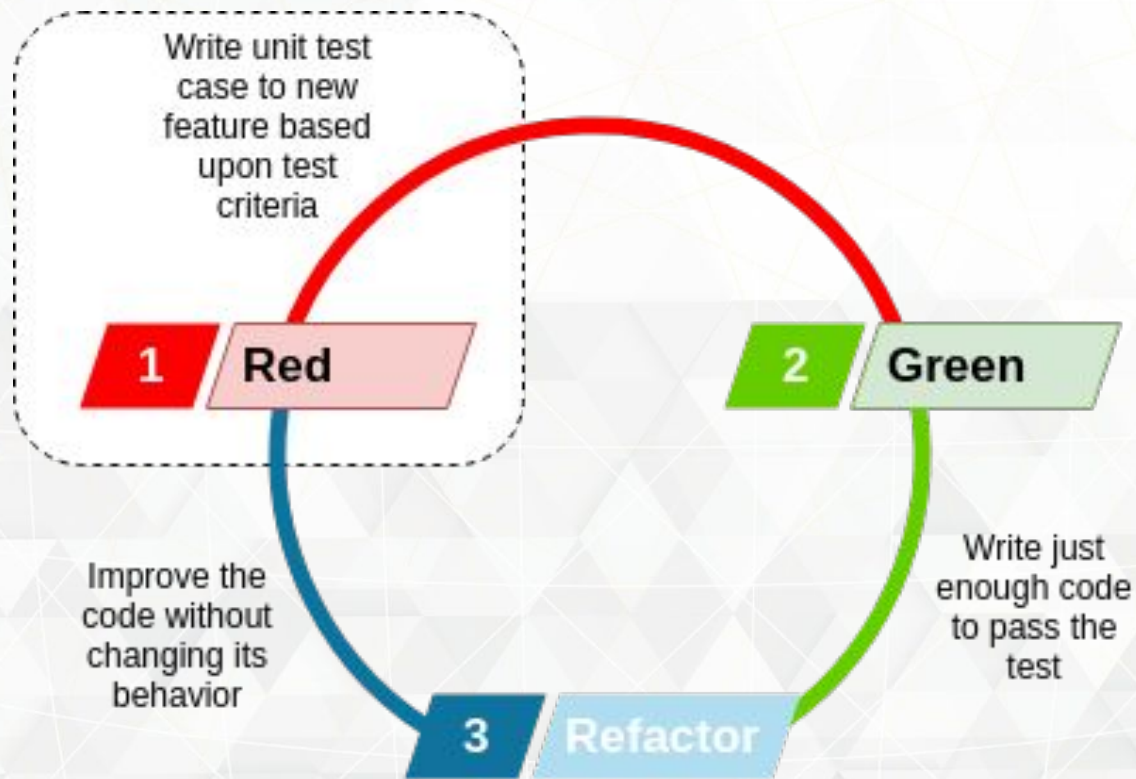 Write unit test
case to new
feature based
upon test
criteria
1 Red
2 Green
Write just
enough code
to pass the
test
Improve the
code without
changing its
behavior
3 Refactor